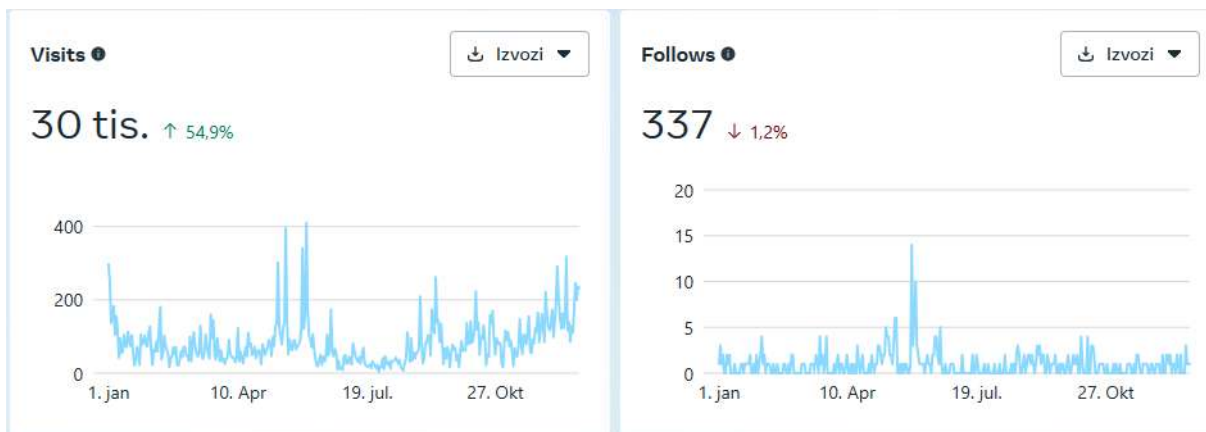 Visits
Izvozi
30 tis. ↑ 54,9%
400
200
0
1. jan 10. Apr 19. jul. 27. Okt
Follows
Izvozi
337 ↓ 1,2%
20
15
10
5
0
1. jan 10. Apr 19. jul. 27. Okt